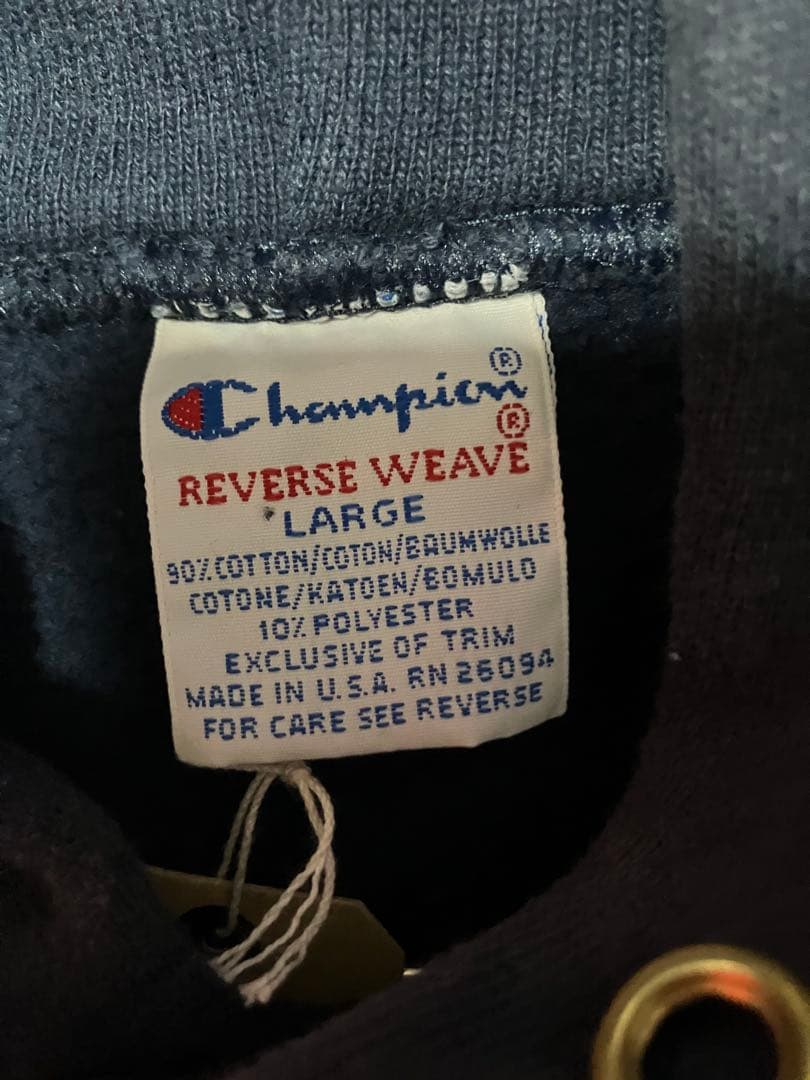 Champion®
REVERSE WEAVE®
LARGE
90% COTTON/COTON/BAUMWOLLE
COTONE/KATOEN/BOMULD
10% POLYESTER
EXCLUSIVE OF TRIM
MADE IN U.S.A. RN 26094
FOR CARE SEE REVERSE